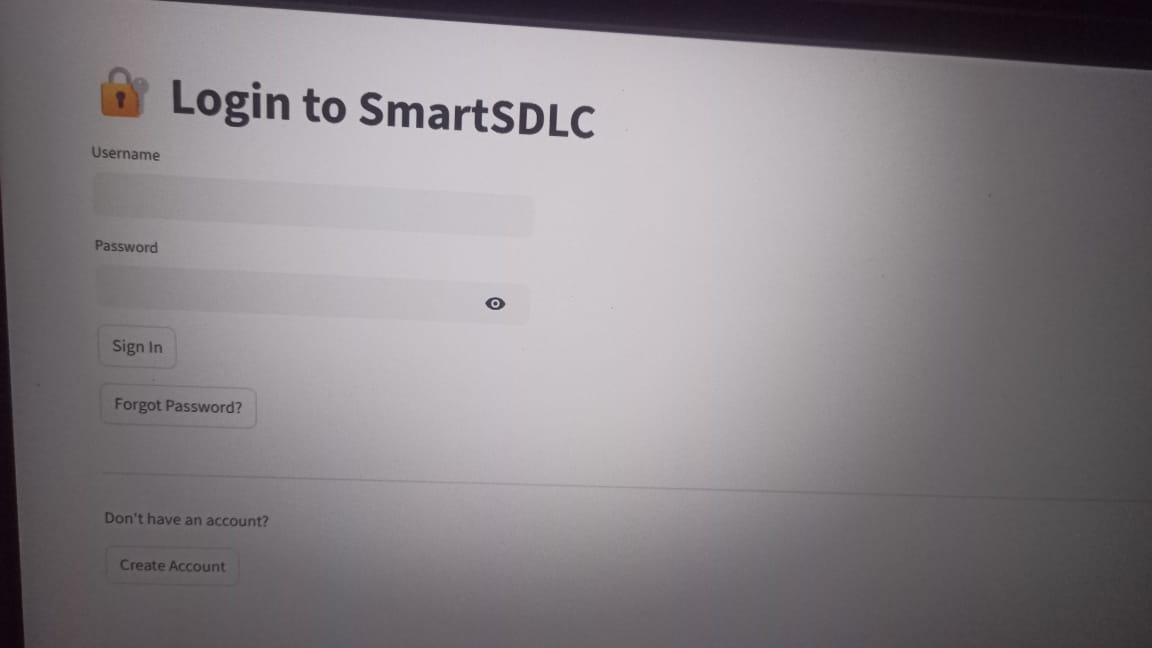 Login to SmartSDLC
Username
Password
Sign In
Forgot Password?
Don't have an account?
Create Account